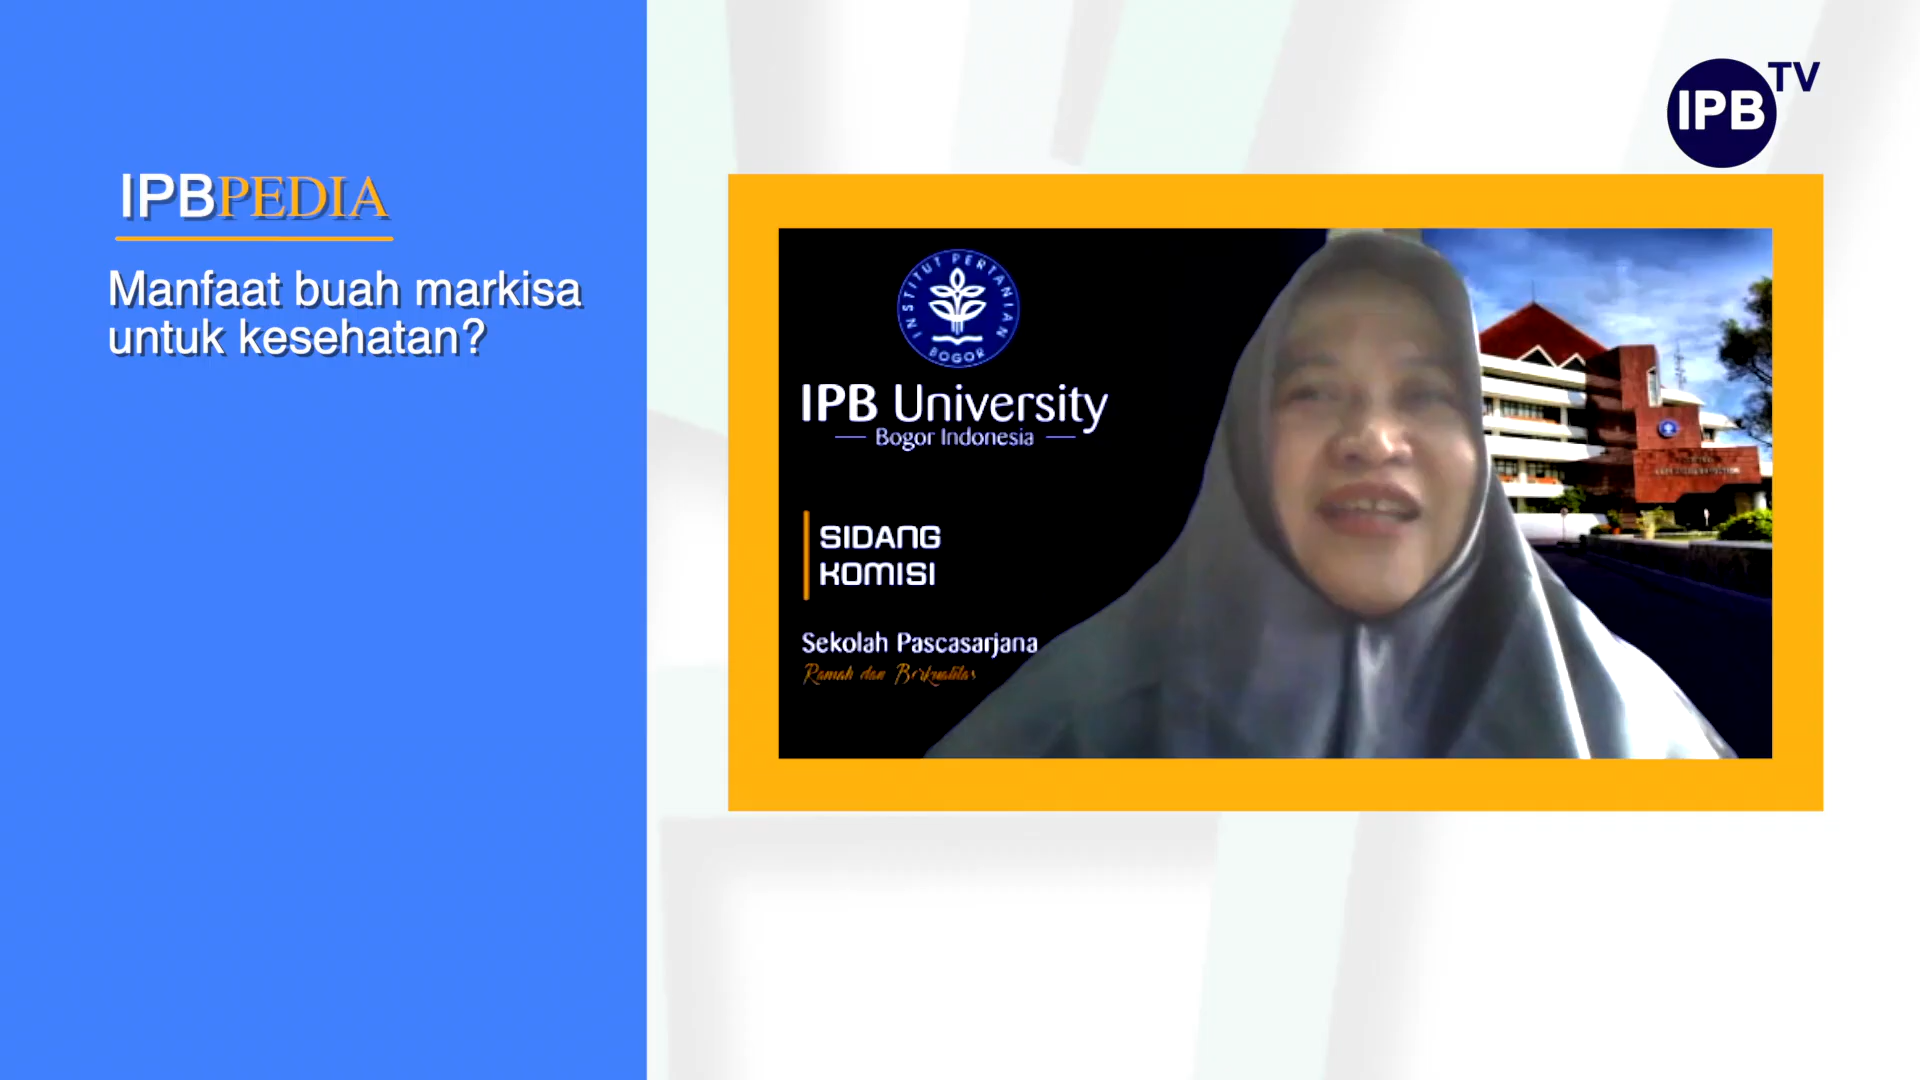 IPB TV
IPBPEDIA
Manfaat buah markisa
untuk kesehatan?
INSTITUT PERTANIAN
BOGOR
IPB University
Bogor Indonesia
SIDANG
KOMISI
Sekolah Pascasarjana
Ramah dan Berkualitas